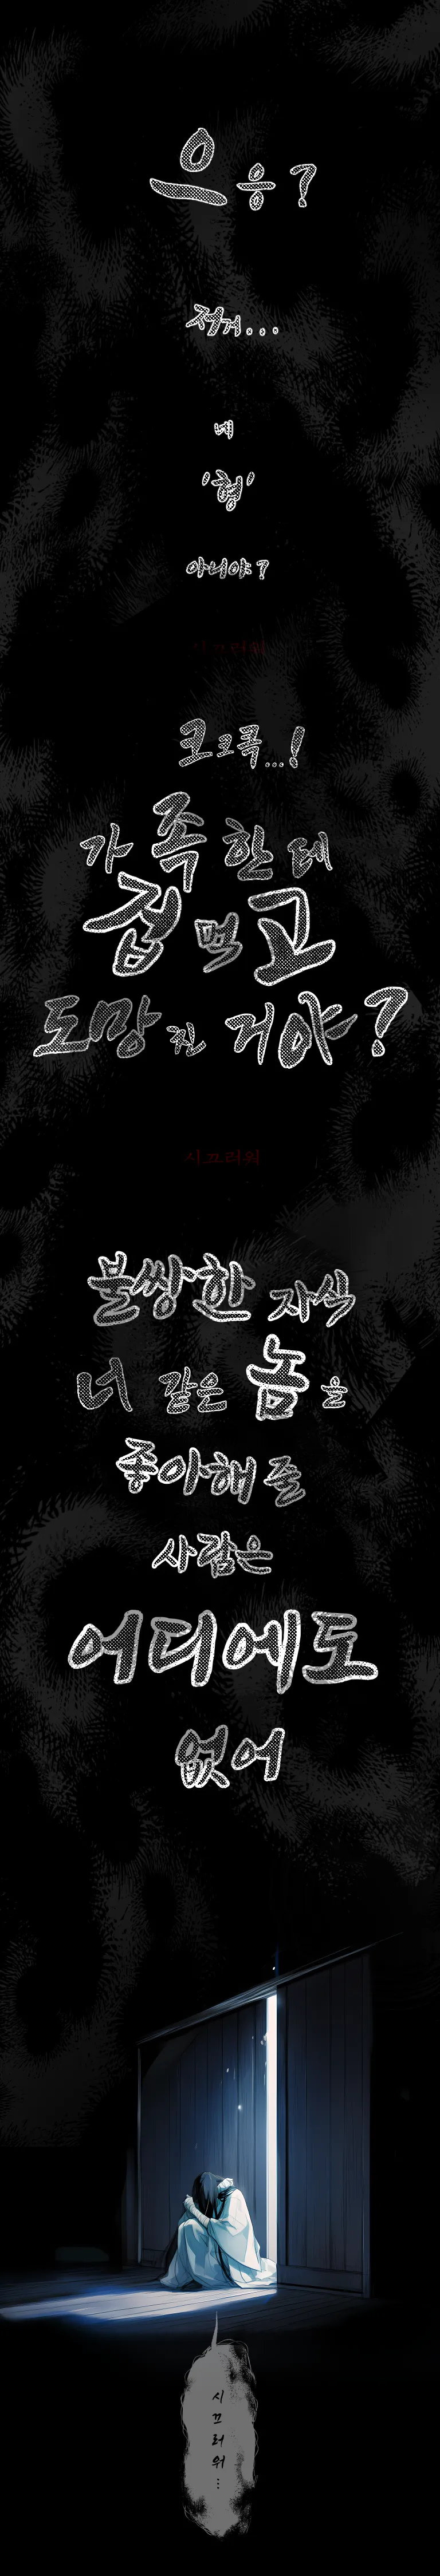 으응?
저거...
네
'형'
아니야?
시끄러워
크크큭...!
가족한테
겁먹고
도망친 거야?
시끄러워
불쌍한 자식
너 같은 놈을
좋아해 줄
사람은
어디에도
없어
시끄러워...